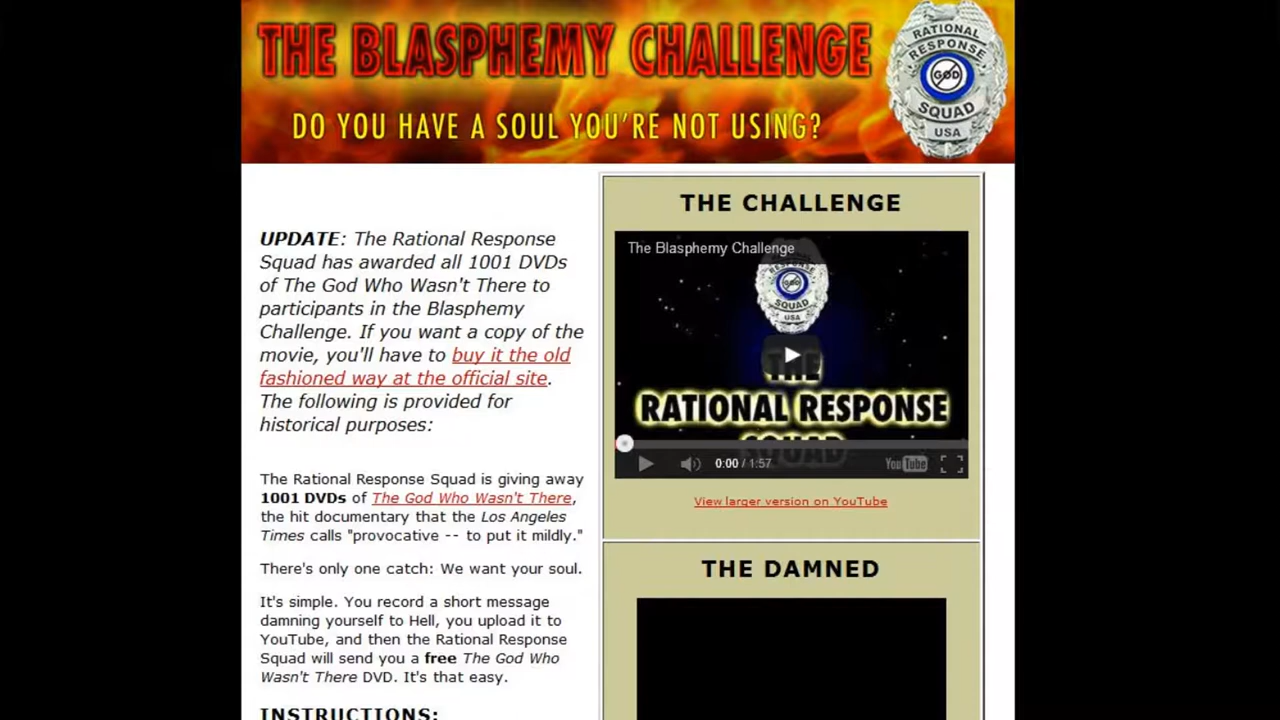 THE BLASPHEMY CHALLENGE
DO YOU HAVE A SOUL YOU'RE NOT USING?
RATIONAL
RESPONSE
GOD
SQUAD
USA
UPDATE: The Rational Response
Squad has awarded all 1001 DVDs
of The God Who Wasn't There to
participants in the Blasphemy
Challenge. If you want a copy of the
movie, you'll have to buy it the old
fashioned way at the official site.
The following is provided for
historical purposes:
The Rational Response Squad is giving away
1001 DVDs of The God Who Wasn't There,
the hit documentary that the Los Angeles
Times calls "provocative -- to put it mildly."
There's only one catch: We want your soul.
It's simple. You record a short message
damning yourself to Hell, you upload it to
YouTube, and then the Rational Response
Squad will send you a free The God Who
Wasn't There DVD. It's that easy.
INSTRUCTIONS:
THE CHALLENGE
The Blasphemy Challenge
RESPONSE
GOD
SQUAD
USA
THE
RATIONAL RESPONSE
SQUAD
0:00 / 1:57
YouTube
View larger version on YouTube
THE DAMNED